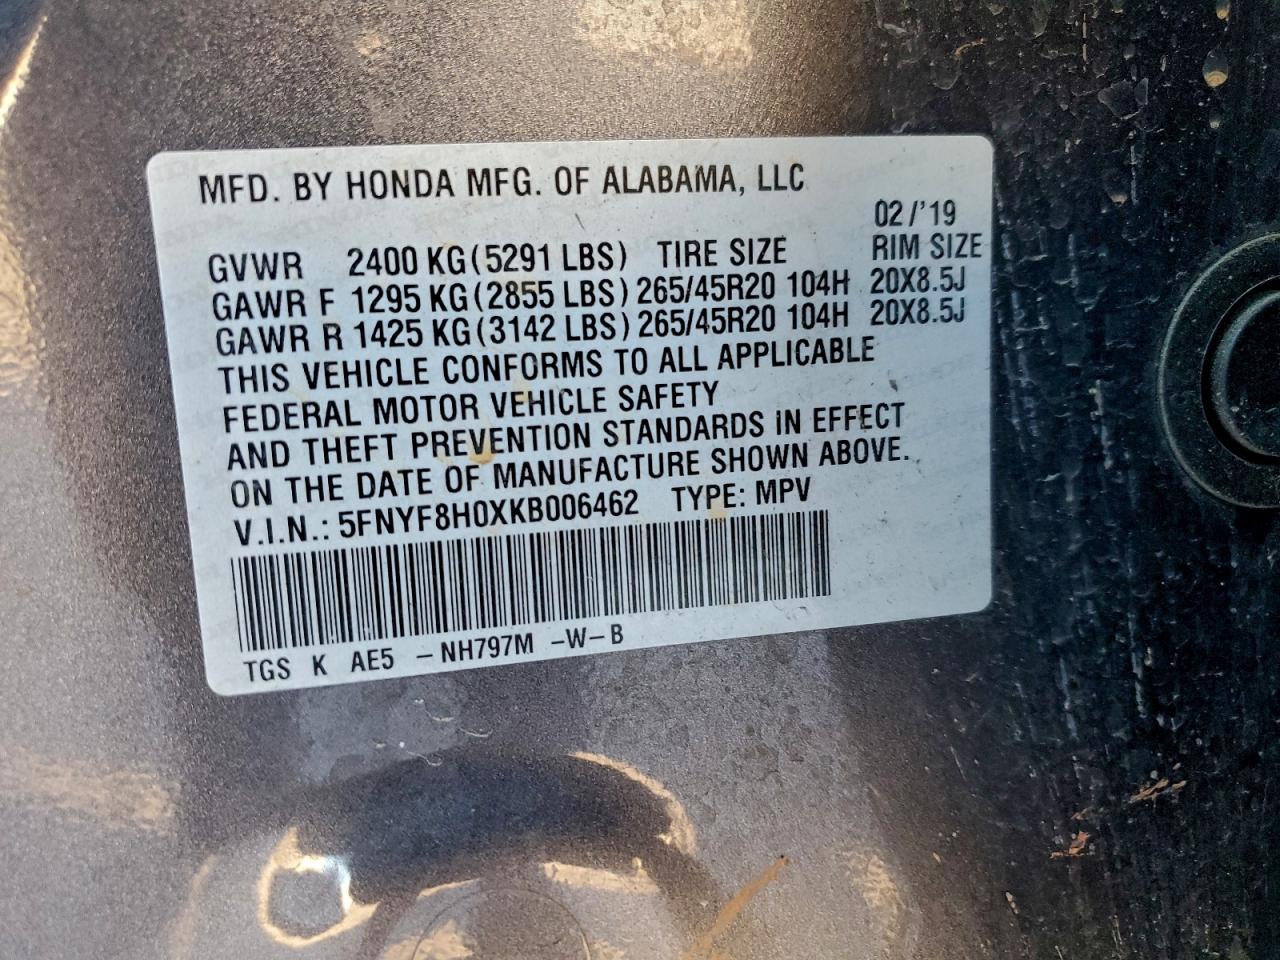 MFD. BY HONDA MFG. OF ALABAMA, LLC
02/'19
GVWR 2400 KG (5291 LBS) TIRE SIZE RIM SIZE
GAWR F 1295 KG (2855 LBS) 265/45R20 104H 20X8.5J
GAWR R 1425 KG (3142 LBS) 265/45R20 104H 20X8.5J
THIS VEHICLE CONFORMS TO ALL APPLICABLE
FEDERAL MOTOR VEHICLE SAFETY
AND THEFT PREVENTION STANDARDS IN EFFECT
ON THE DATE OF MANUFACTURE SHOWN ABOVE.
V.I.N.: 5FNYF8H0XKB006462 TYPE: MPV
TGS K AE5 -NH797M -W-B